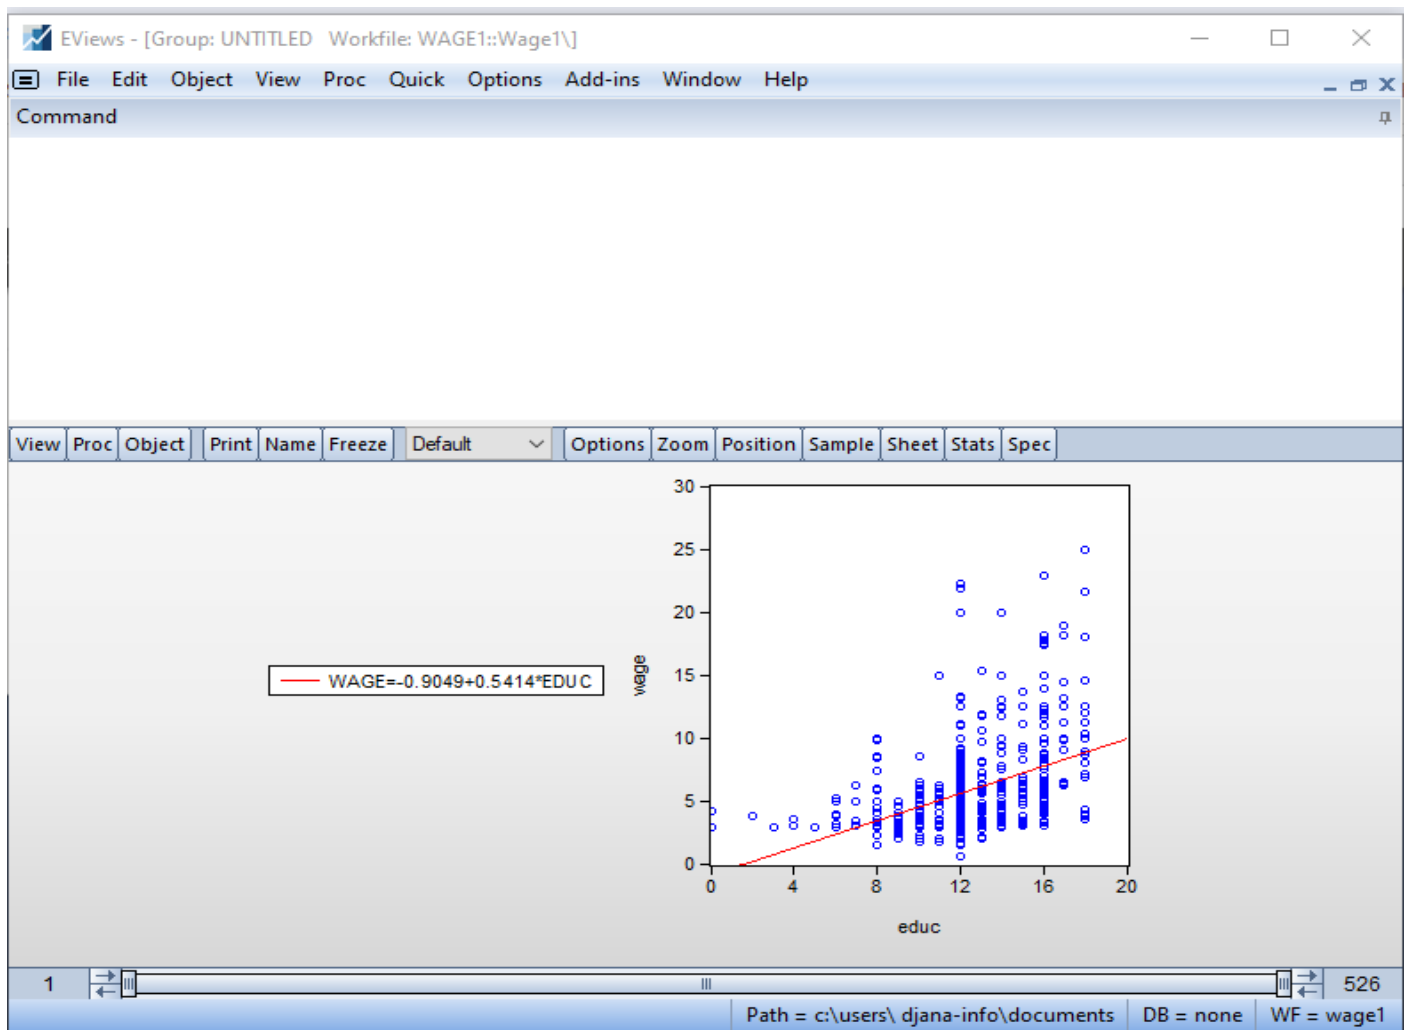 EViews - [Group: UNTITLED   Workfile: WAGE1::Wage1\]
File Edit Object View Proc Quick Options Add-ins Window Help
Command
View Proc Object Print Name Freeze Default Options Zoom Position Sample Sheet Stats Spec
30
25
20
15
10
5
0
wage
WAGE=-0.9049+0.5414*EDUC
0 4 8 12 16 20
educ
1 526
Path = c:\users\ djana-info\documents DB = none WF = wage1